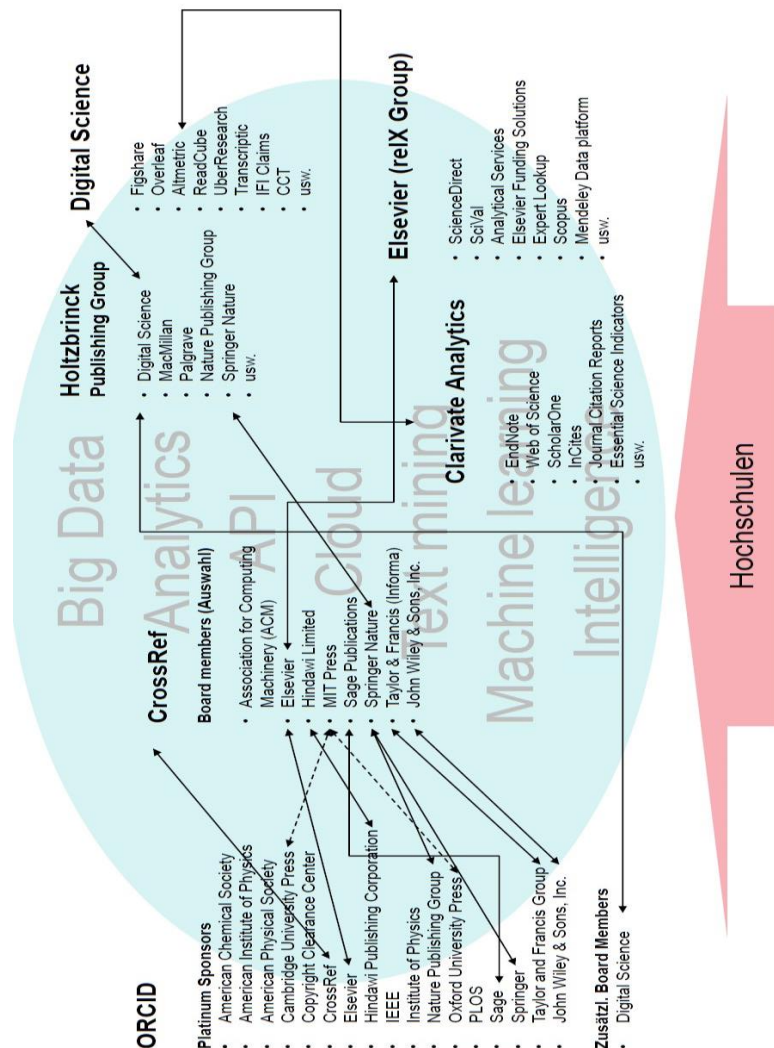 ORCID
Platinum Sponsors
• American Chemical Society
• American Institute of Physics
• American Physical Society
• Cambridge University Press
• Copyright Clearance Center
• CrossRef
• Elsevier
• Hindawi Publishing Corporation
• IEEE
• Institute of Physics
• Nature Publishing Group
• Oxford University Press
• PLOS
• Sage
• Springer
• Taylor and Francis Group
• John Wiley & Sons, Inc.
Zusätzl. Board Members
• Digital Science
CrossRef
Board members (Auswahl)
• Association for Computing
Machinery (ACM)
• Elsevier
• Hindawi Limited
• MIT Press
• Sage Publications
• Springer Nature
• Taylor & Francis (Informa)
• John Wiley & Sons, Inc.
Big Data
Analytics
API
Cloud
Text mining
Machine learning
Intelligence
Holtzbrinck
Publishing Group
• Digital Science
• MacMillan
• Palgrave
• Nature Publishing Group
• Springer Nature
• usw.
Digital Science
• Figshare
• Overleaf
• Altmetric
• ReadCube
• UberResearch
• Transcriptic
• IFI Claims
• CCT
• usw.
Clarivate Analytics
• EndNote
• Web of Science
• ScholarOne
• InCites
• Journal Citation Reports
• Essential Science Indicators
• usw.
Elsevier (relX Group)
• ScienceDirect
• SciVal
• Analytical Services
• Elsevier Funding Solutions
• Expert Lookup
• Scopus
• Mendeley Data platform
• usw.
Hochschulen